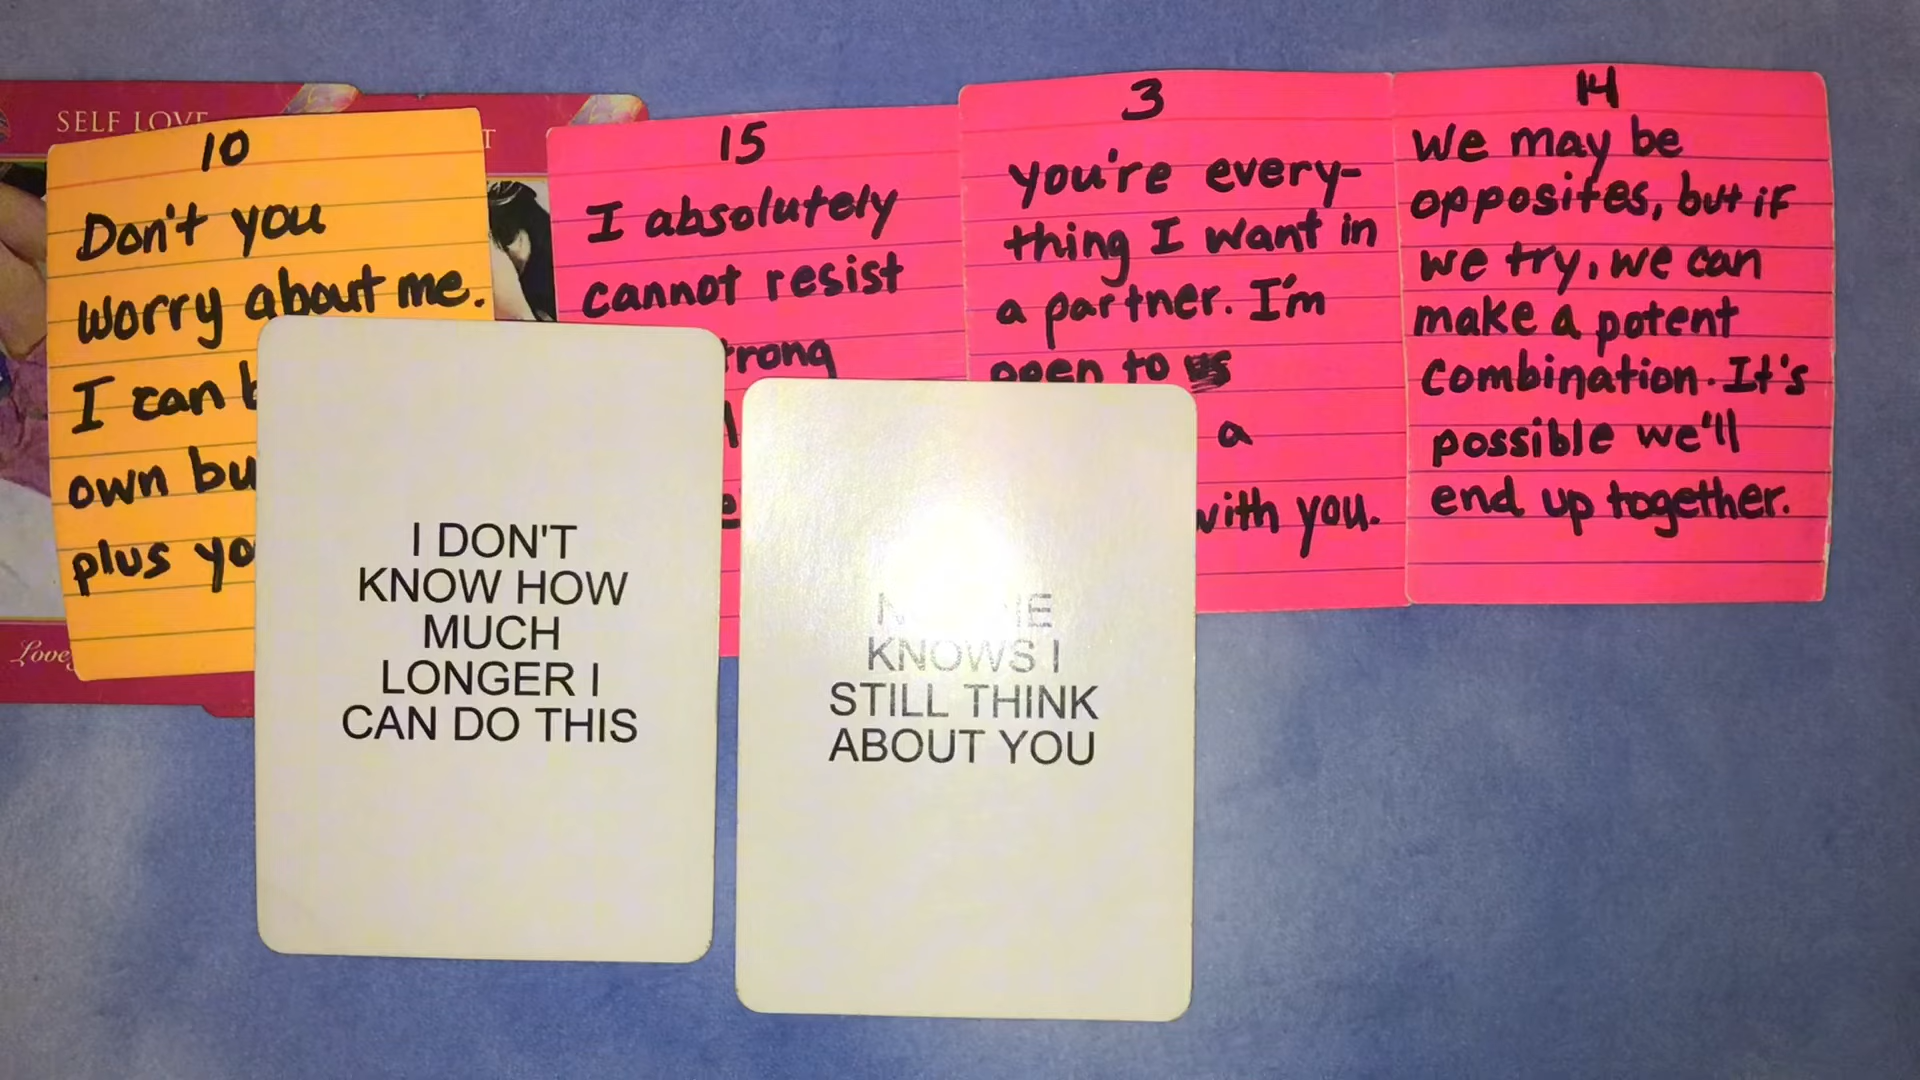 SELF LOVE
10
Don't you
worry about me.
I can
own
plus
15
I absolutely
cannot resist
3
you're every-
thing I want in
a partner. I'm
open to
a
with you.
14
We may be
opposites, but if
we try, we can
make a potent
combination. It's
possible we'll
end up together.
I DON'T
KNOW HOW
MUCH
LONGER I
CAN DO THIS
KNOWS I
STILL THINK
ABOUT YOU